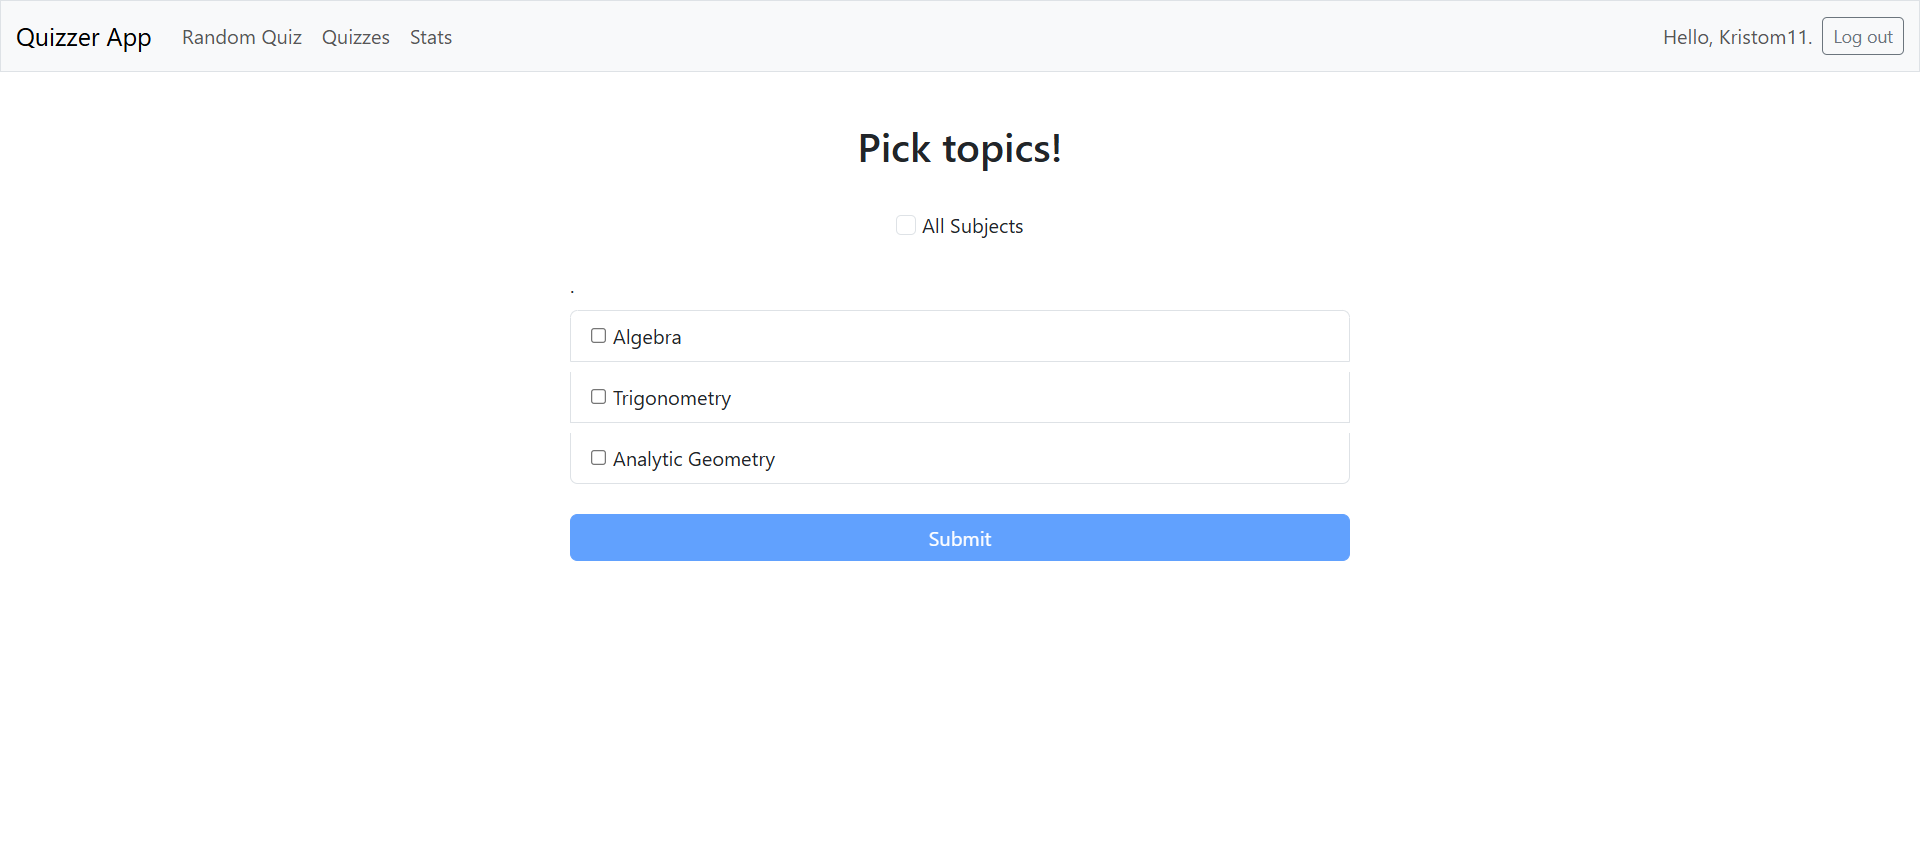 Quizzer App Random Quiz Quizzes Stats Hello, Kristom11. Log out
Pick topics!
All Subjects
.
Algebra
Trigonometry
Analytic Geometry
Submit